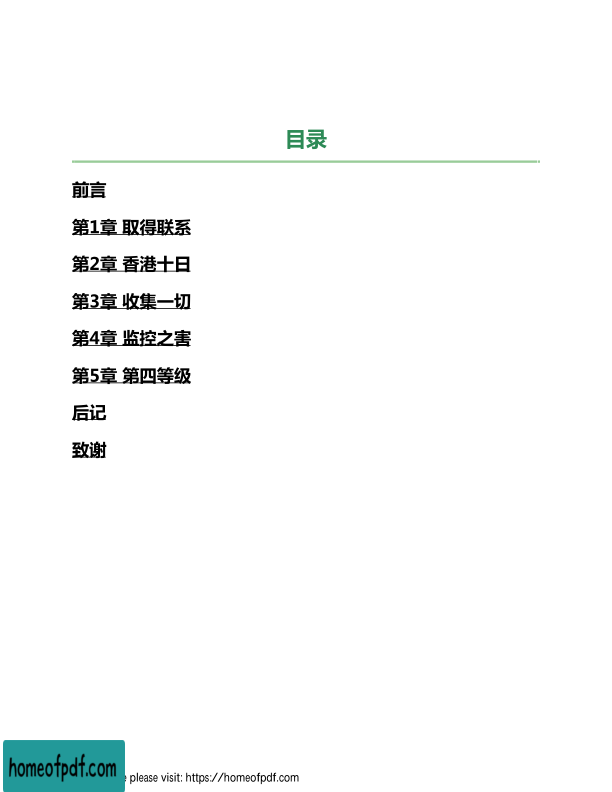 目录
前言
第1章 取得联系
第2章 香港十日
第3章 收集一切
第4章 监控之害
第5章 第四等级
后记
致谢
homeofpdf.com
please visit: https://homeofpdf.com